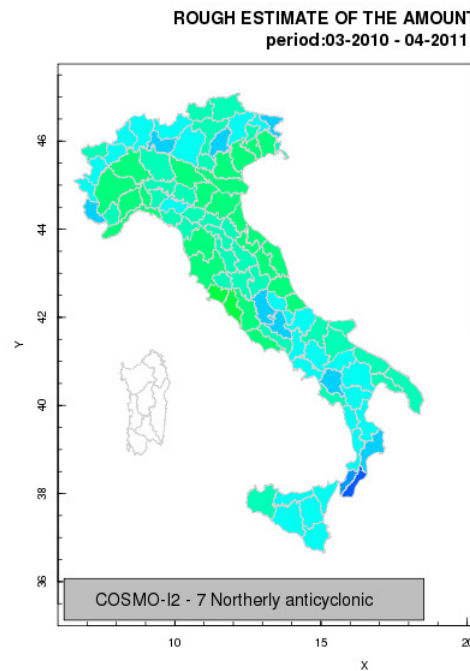 ROUGH ESTIMATE OF THE AMOUNT
period:03-2010 - 04-2011
46
44
42
40
38
36
Y
COSMO-I2 - 7 Northerly anticyclonic
10
15
20
X